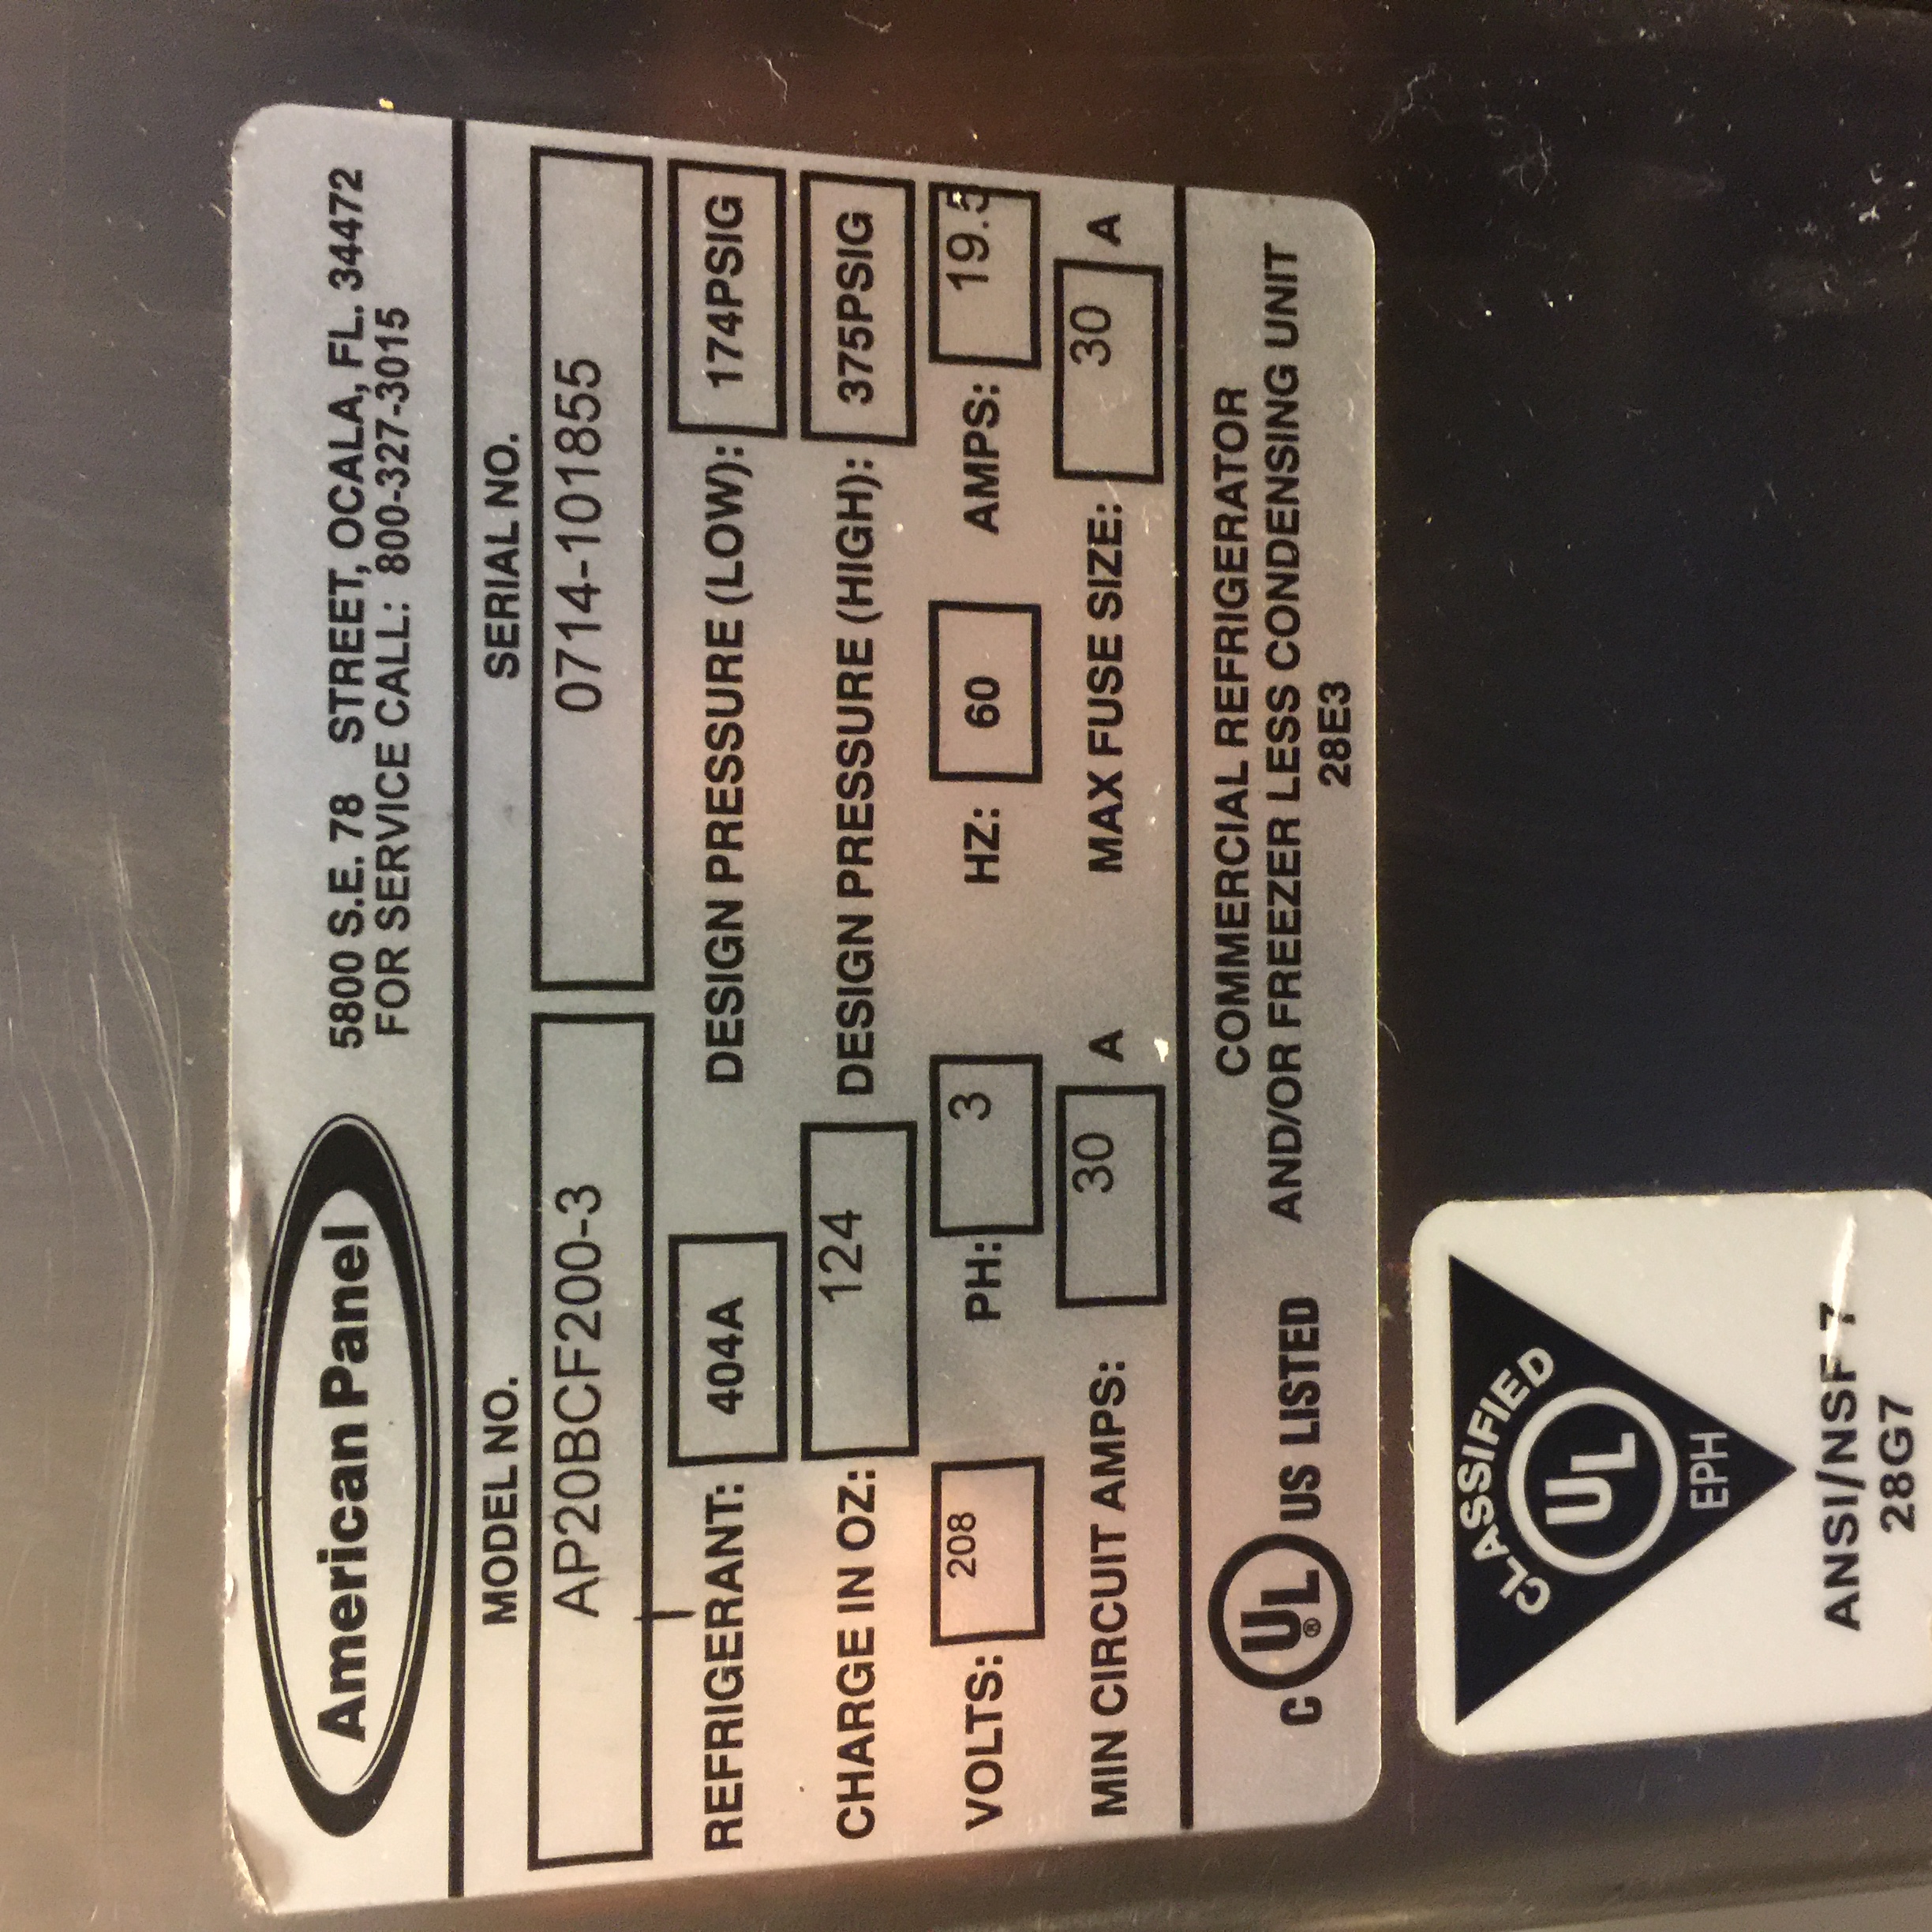 American Panel
5800 S.E. 78 STREET, OCALA, FL. 34472
FOR SERVICE CALL: 800-327-3015
MODEL NO. SERIAL NO.
AP20BCF200-3 0714-101855
REFRIGERANT: 404A DESIGN PRESSURE (LOW): 174PSIG
CHARGE IN OZ: 124 DESIGN PRESSURE (HIGH): 375PSIG
VOLTS: 208 PH: 3 HZ: 60 AMPS: 19.5
MIN CIRCUIT AMPS: 30 A MAX FUSE SIZE: 30 A
C UL ® US LISTED
COMMERCIAL REFRIGERATOR
AND/OR FREEZER LESS CONDENSING UNIT
28E3
CLASSIFIED
UL
EPH
ANSI/NSF 7
28G7